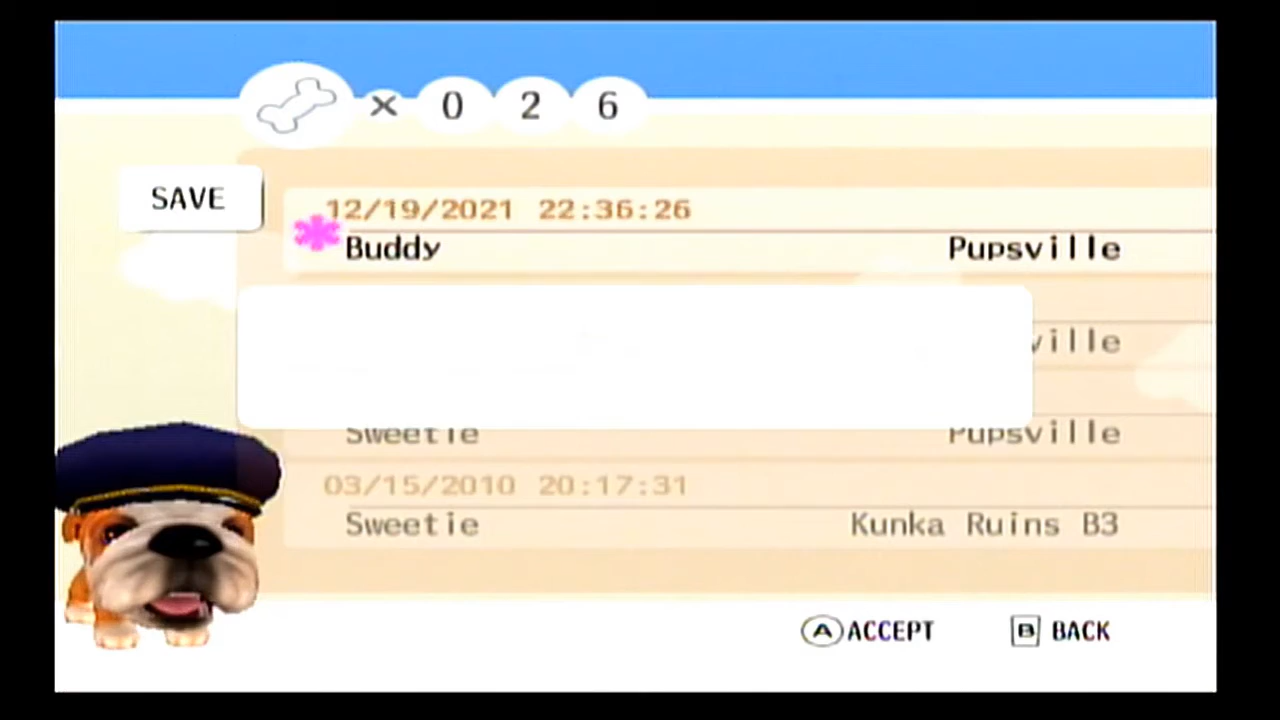 × 0 2 6
SAVE
12/19/2021 22:36:26
Buddy Pupsville
ville
Sweetie Pupsville
03/15/2010 20:17:31
Sweetie Kunka Ruins B3
A ACCEPT B BACK